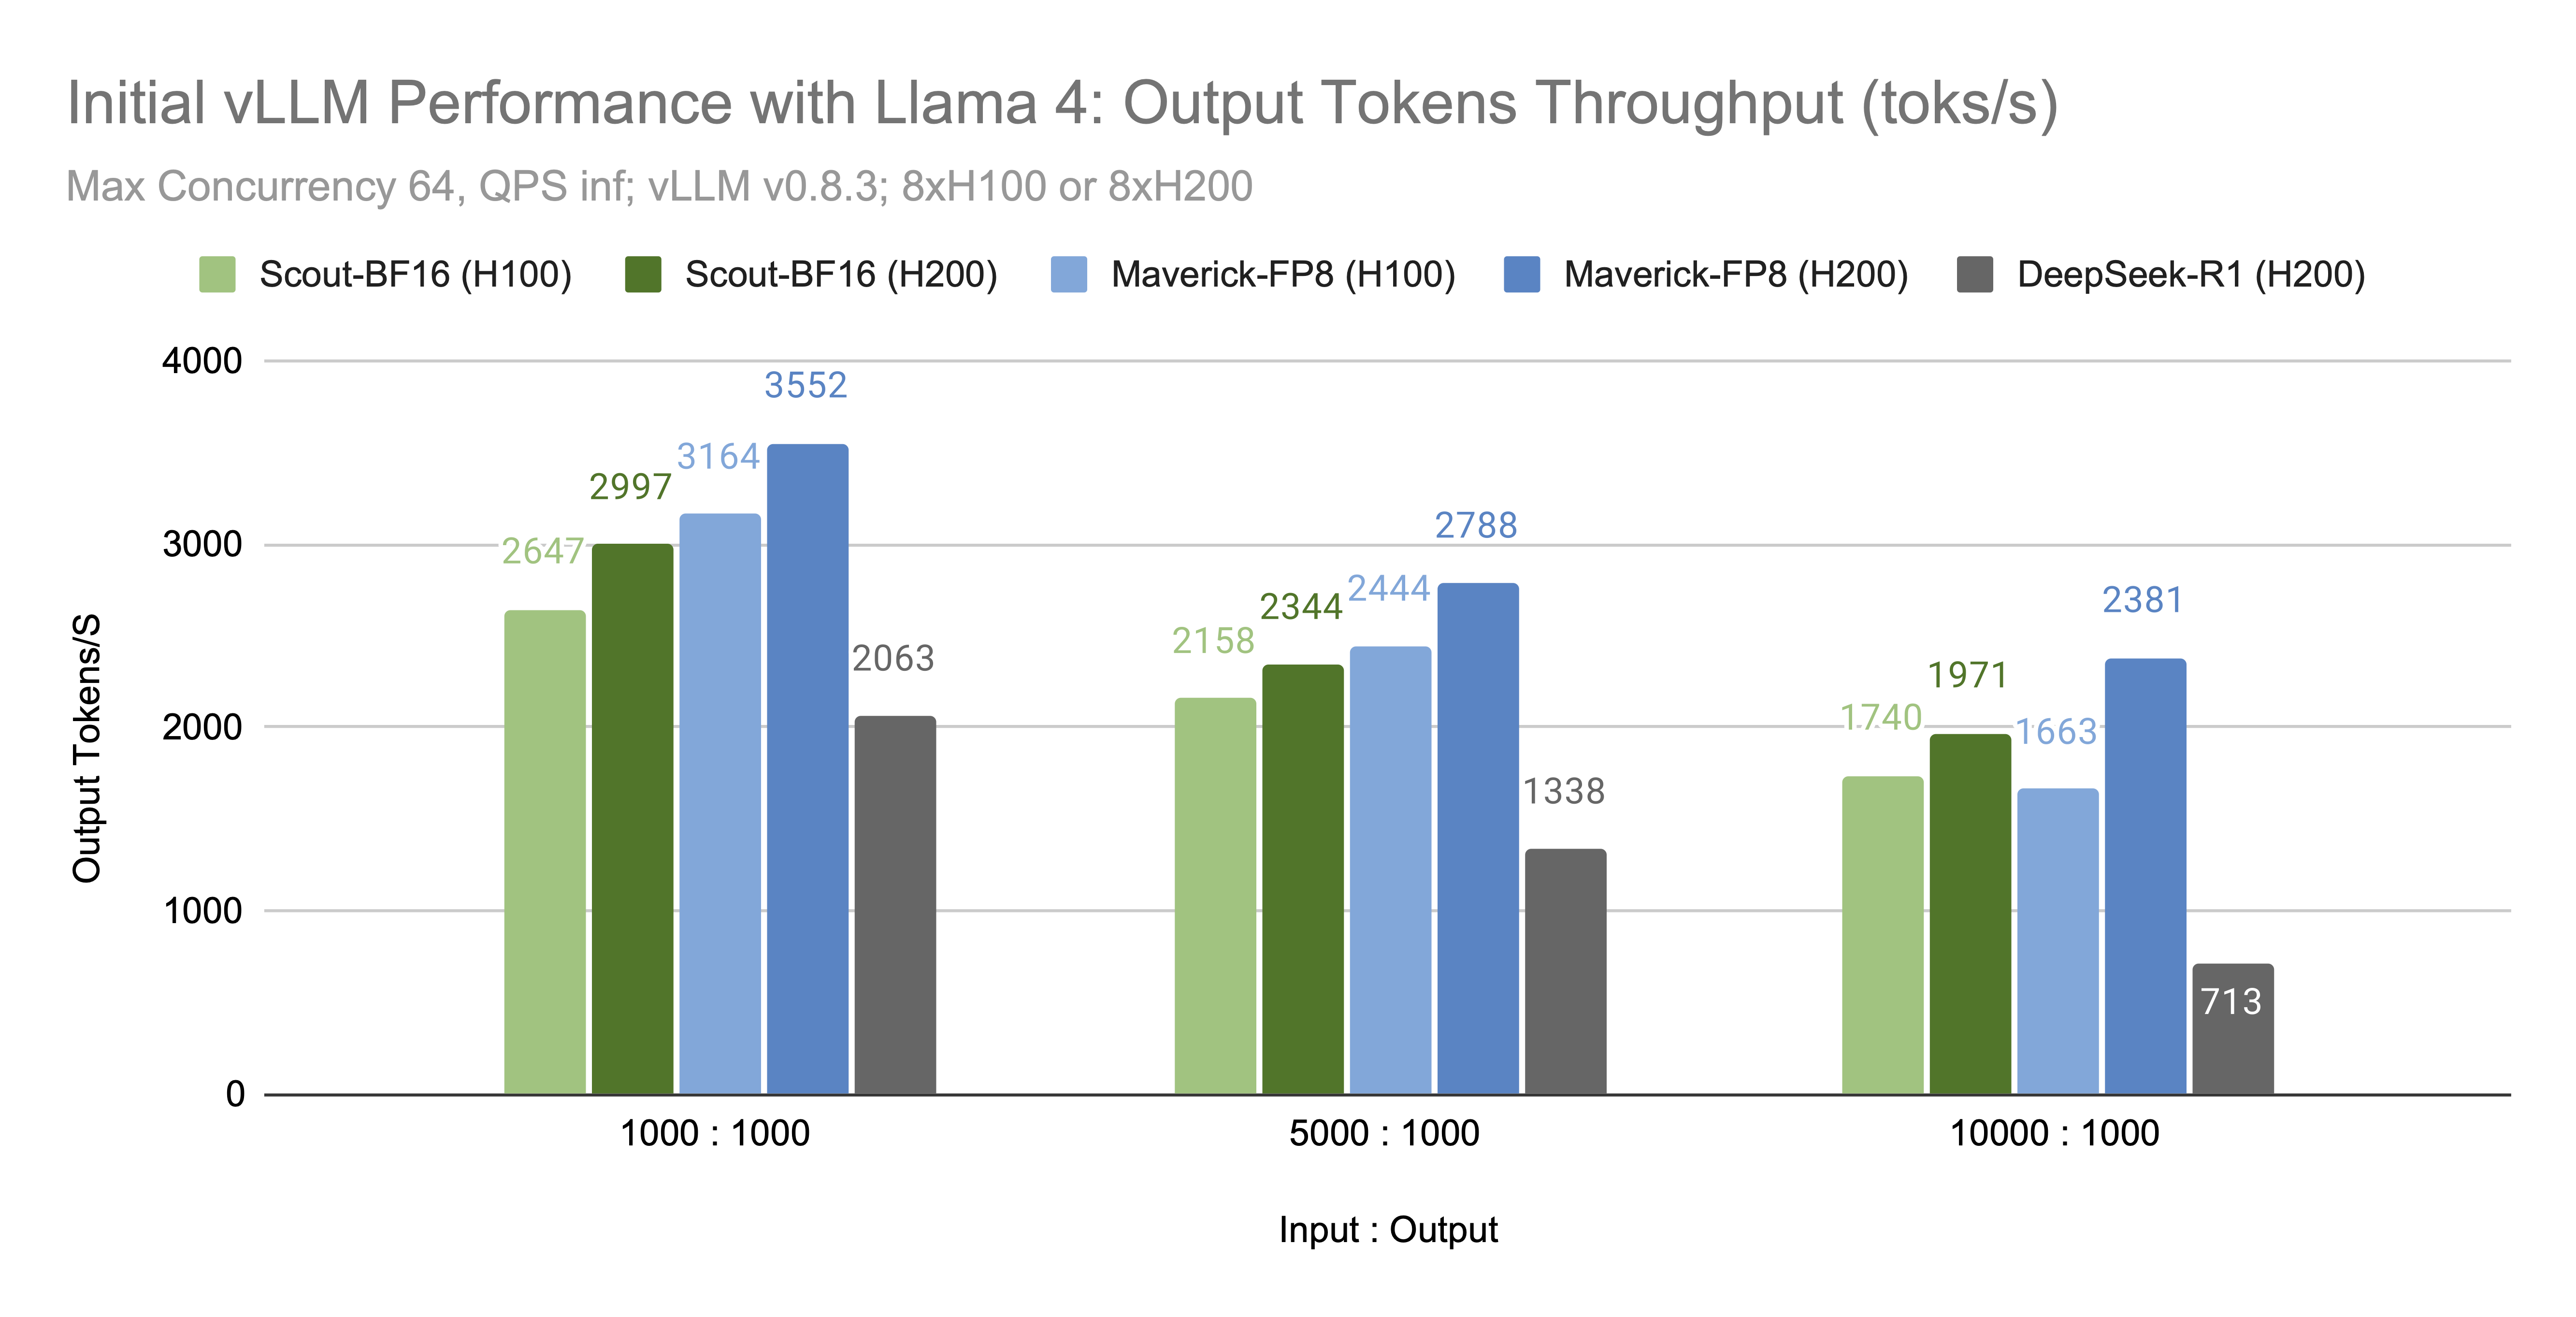 Initial vLLM Performance with Llama 4: Output Tokens Throughput (toks/s)
Max Concurrency 64, QPS inf; vLLM v0.8.3; 8xH100 or 8xH200
Scout-BF16 (H100) Scout-BF16 (H200) Maverick-FP8 (H100) Maverick-FP8 (H200) DeepSeek-R1 (H200)
Output Tokens/S
4000
3000
2000
1000
0
2647 2997 3164 3552 2063
2158 2344 2444 2788 1338
1740 1971 1663 2381 713
1000 : 1000 5000 : 1000 10000 : 1000
Input : Output